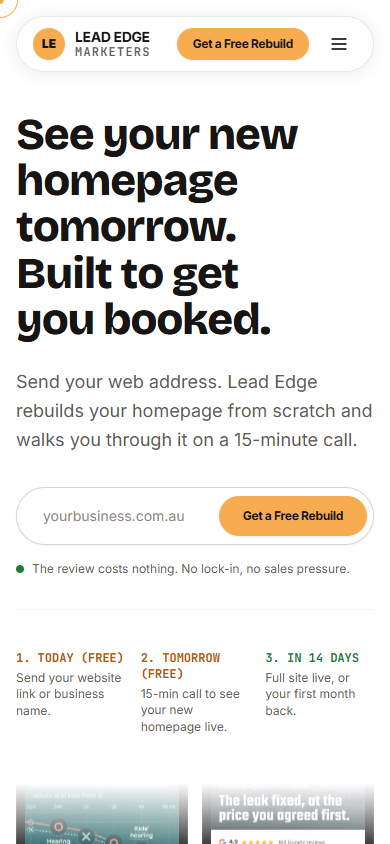 LE
LEAD EDGE
MARKETERS
Get a Free Rebuild
See your new
homepage
tomorrow.
Built to get
you booked.
Send your web address. Lead Edge
rebuilds your homepage from scratch and
walks you through it on a 15-minute call.
yourbusiness.com.au
Get a Free Rebuild
The review costs nothing. No lock-in, no sales pressure.
1. TODAY (FREE)
Send your website
link or business
name.
2. TOMORROW
(FREE)
15-min call to see
your new
homepage live.
3. IN 14 DAYS
Full site live, or
your first month
back.
Kids'
hearing
Hearing
The leak fixed, at the
price you agreed first.
G 4.9 ★★★★★ Google reviews